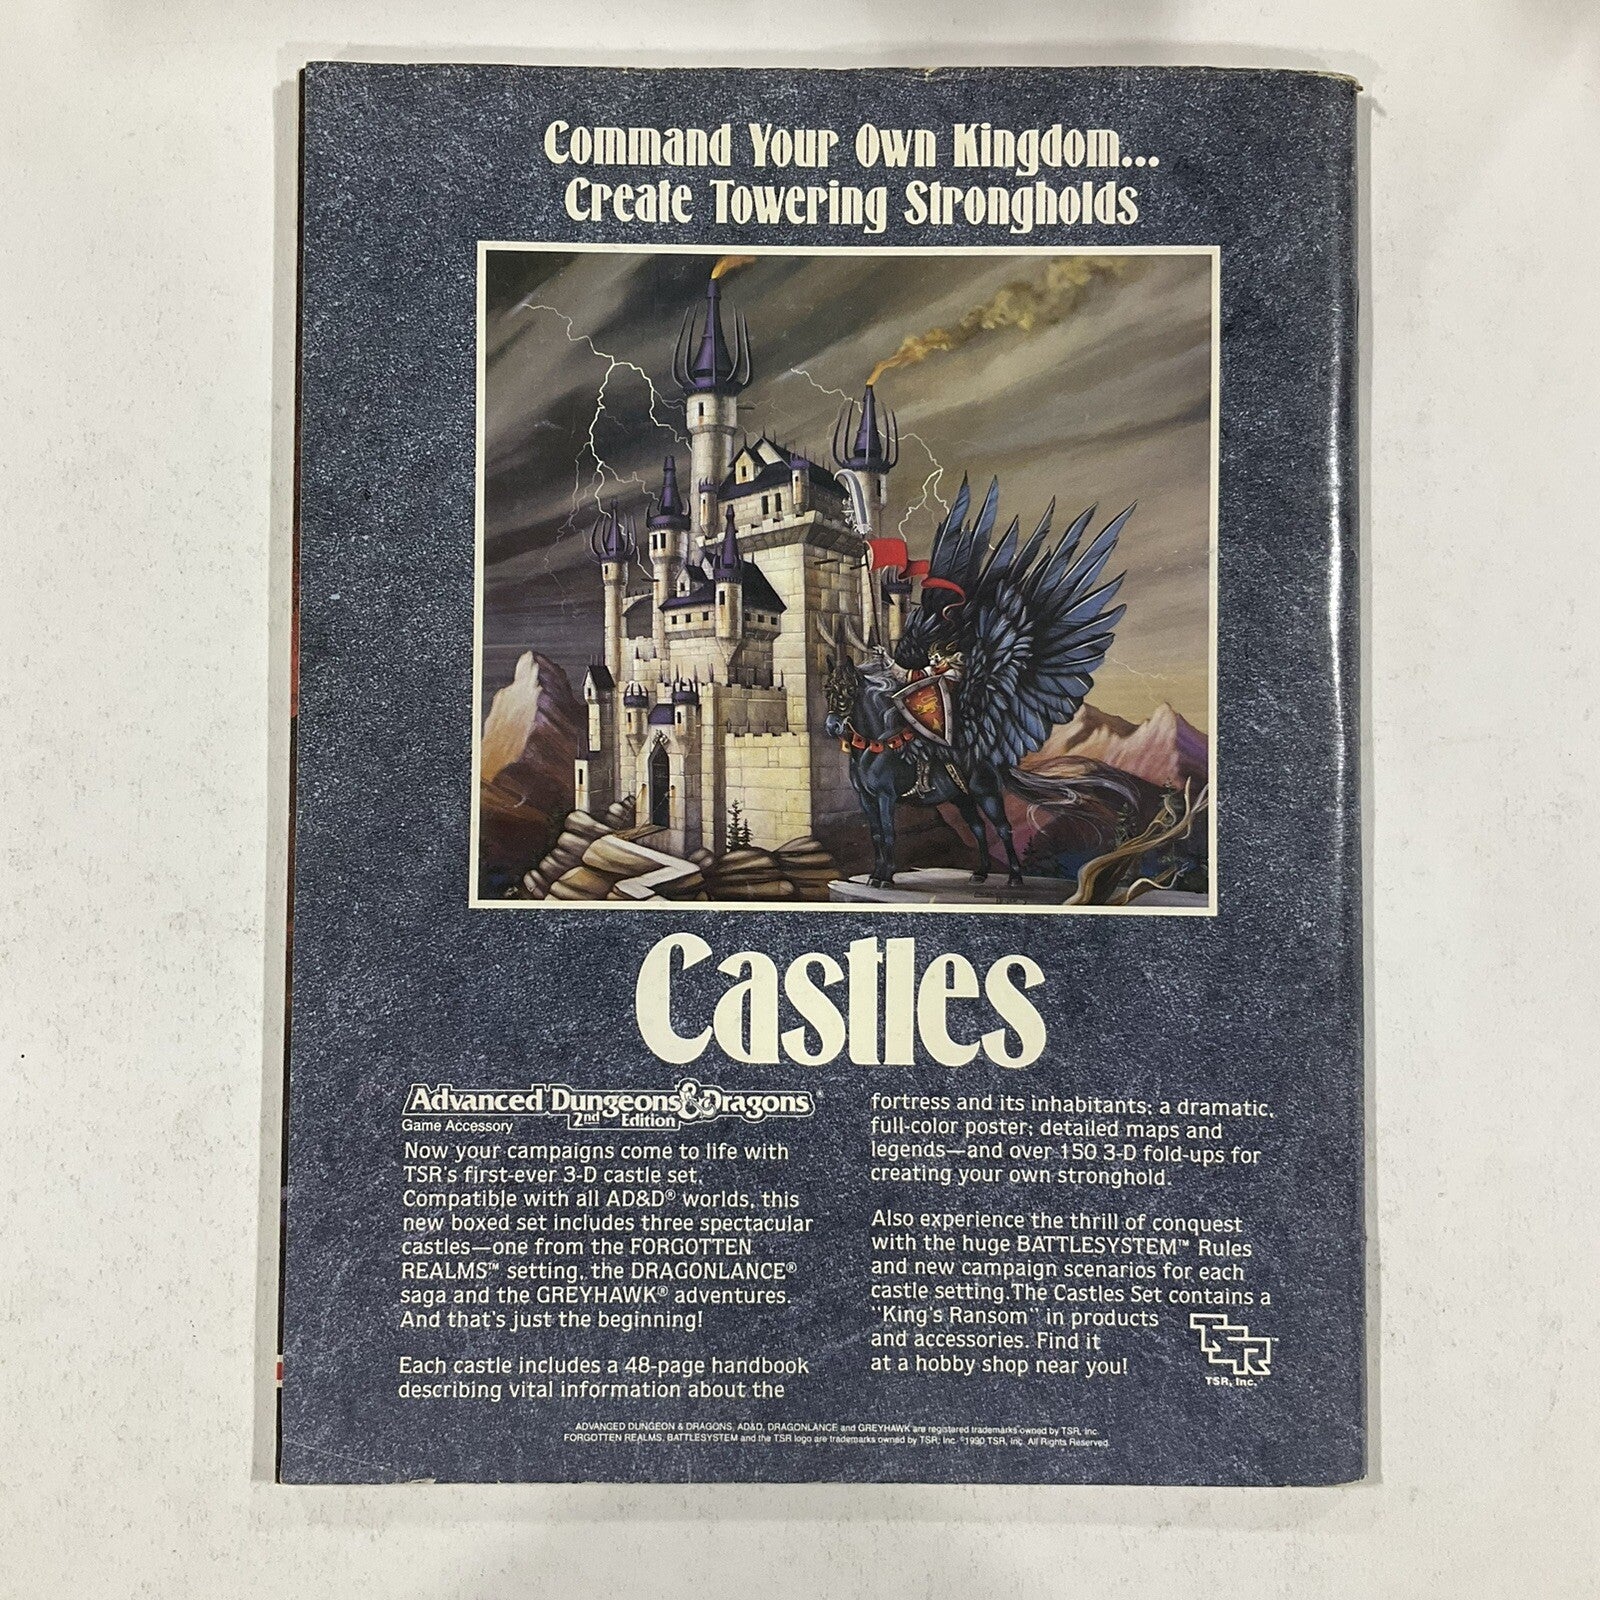 Command Your Own Kingdom...
Create Towering Strongholds
Castles
Advanced Dungeons & Dragons®
2nd Edition
Game Accessory
Now your campaigns come to life with
TSR's first-ever 3-D castle set.
Compatible with all AD&D® worlds, this
new boxed set includes three spectacular
castles—one from the FORGOTTEN
REALMS™ setting, the DRAGONLANCE®
saga and the GREYHAWK® adventures.
And that's just the beginning!
Each castle includes a 48-page handbook
describing vital information about the
fortress and its inhabitants; a dramatic,
full-color poster; detailed maps and
legends—and over 150 3-D fold-ups for
creating your own stronghold.
Also experience the thrill of conquest
with the huge BATTLESYSTEM™ Rules
and new campaign scenarios for each
castle setting. The Castles Set contains a
"King's Ransom" in products
and accessories. Find it
at a hobby shop near you!
TSR™
TSR, Inc.
ADVANCED DUNGEON & DRAGONS, AD&D, DRAGONLANCE and GREYHAWK are registered trademarks owned by TSR, Inc.
FORGOTTEN REALMS, BATTLESYSTEM and the TSR logo are trademarks owned by TSR, Inc. ©1990 TSR, Inc. All Rights Reserved.